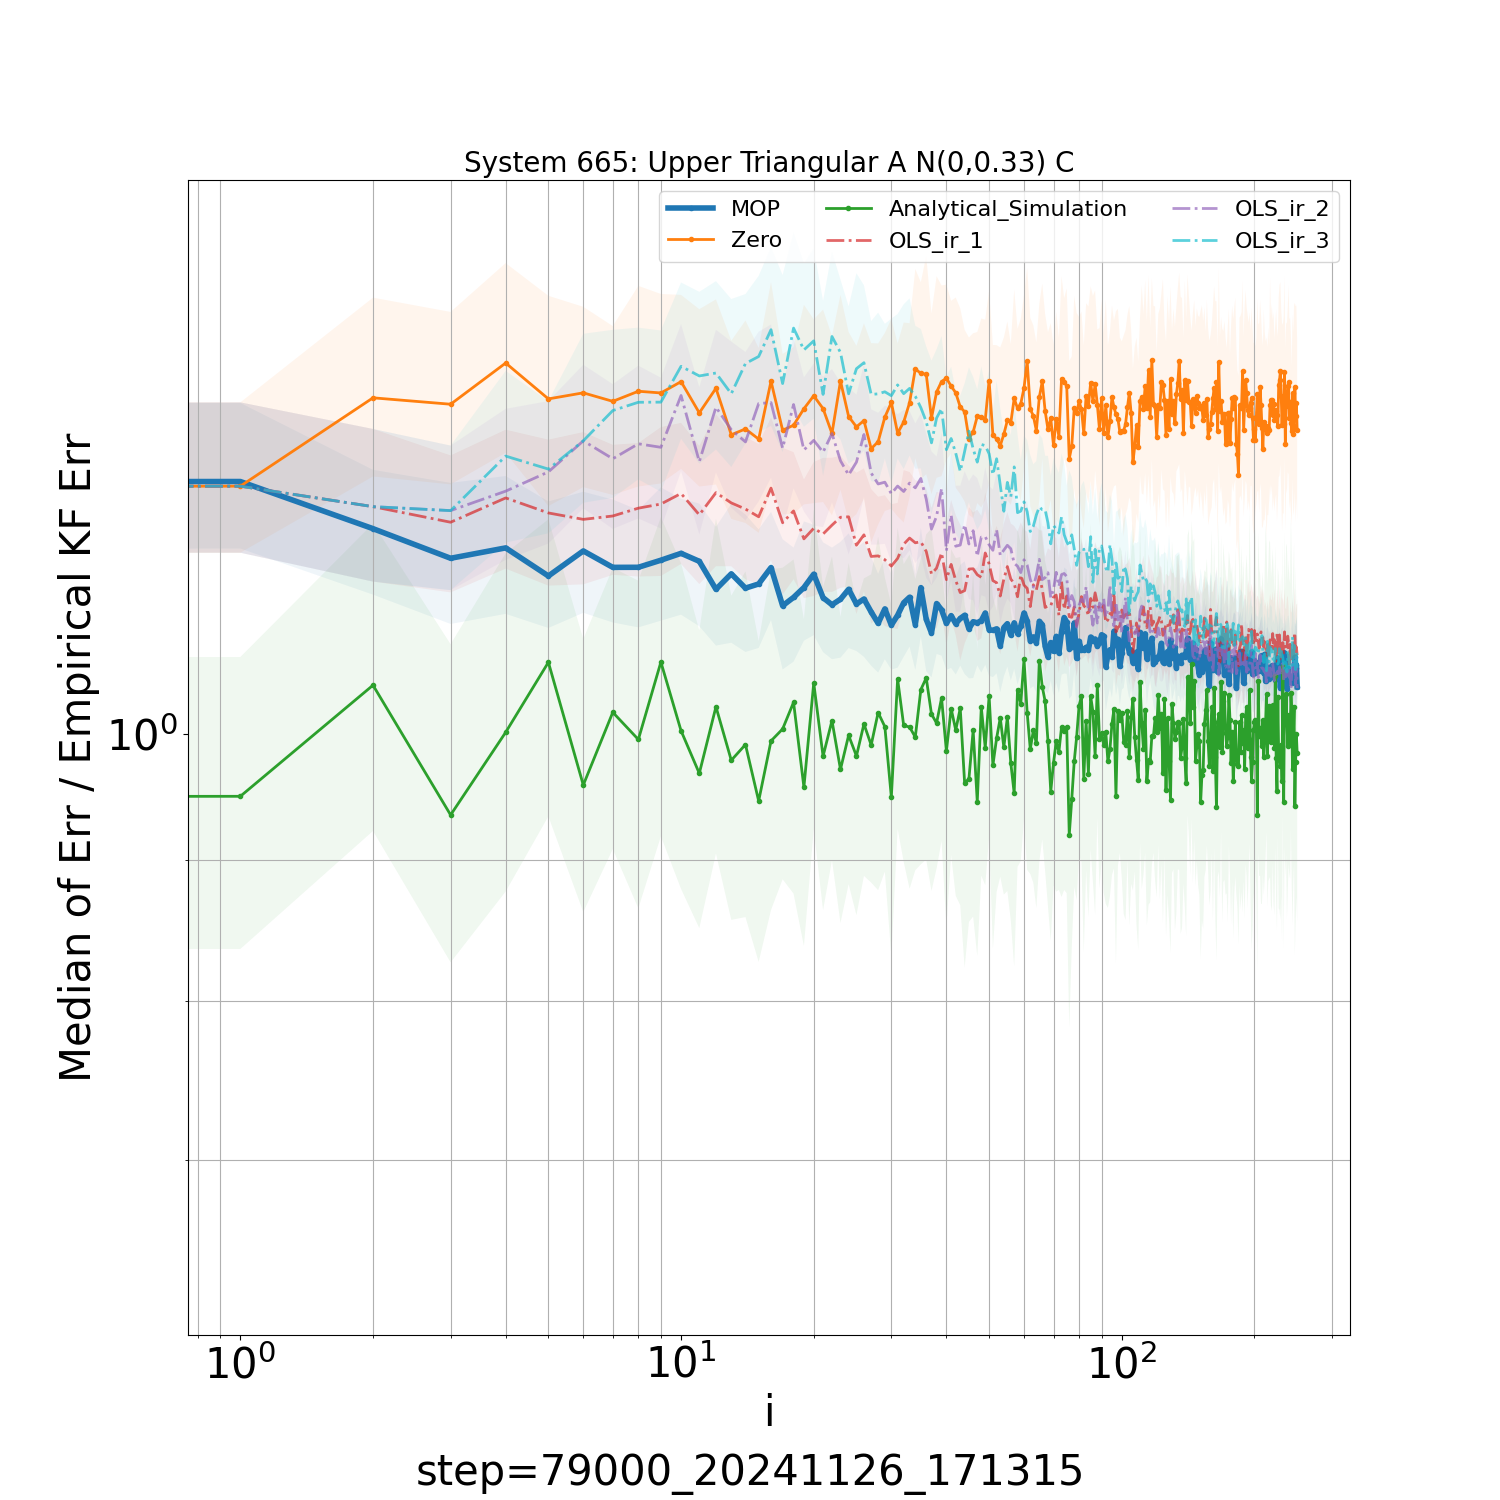 System 665: Upper Triangular A N(0,0.33) C
MOP
Zero
Analytical_Simulation
OLS_ir_1
OLS_ir_2
OLS_ir_3
Median of Err / Empirical KF Err
10⁰
10⁰
10¹
10²
i
step=79000_20241126_171315